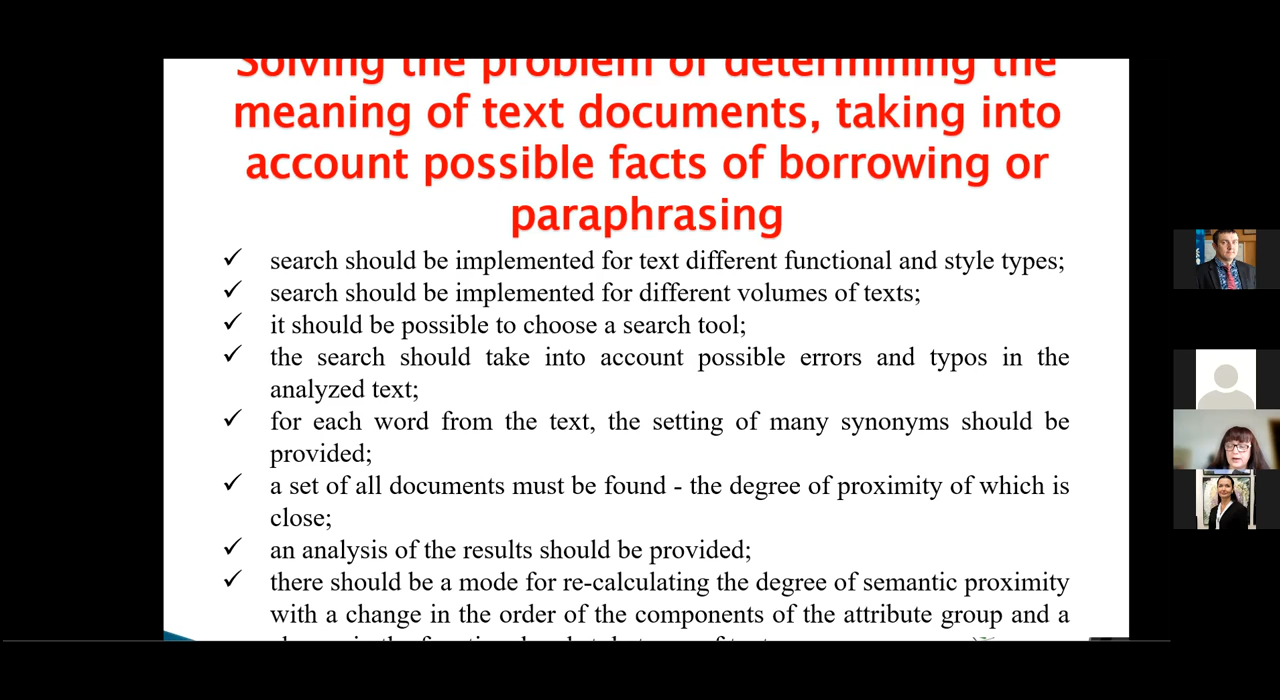 Solving the problem of determining the
meaning of text documents, taking into
account possible facts of borrowing or
paraphrasing
✓ search should be implemented for text different functional and style types;
✓ search should be implemented for different volumes of texts;
✓ it should be possible to choose a search tool;
✓ the search should take into account possible errors and typos in the
analyzed text;
✓ for each word from the text, the setting of many synonyms should be
provided;
✓ a set of all documents must be found - the degree of proximity of which is
close;
✓ an analysis of the results should be provided;
✓ there should be a mode for re-calculating the degree of semantic proximity
with a change in the order of the components of the attribute group and a